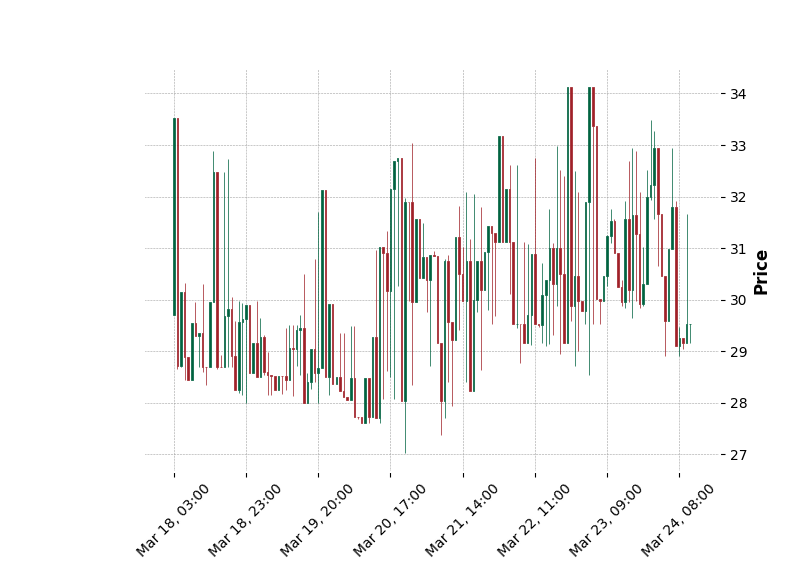 34
33
32
31
30
29
28
27
Price
Mar 18, 03:00
Mar 18, 23:00
Mar 19, 20:00
Mar 20, 17:00
Mar 21, 14:00
Mar 22, 11:00
Mar 23, 09:00
Mar 24, 08:00